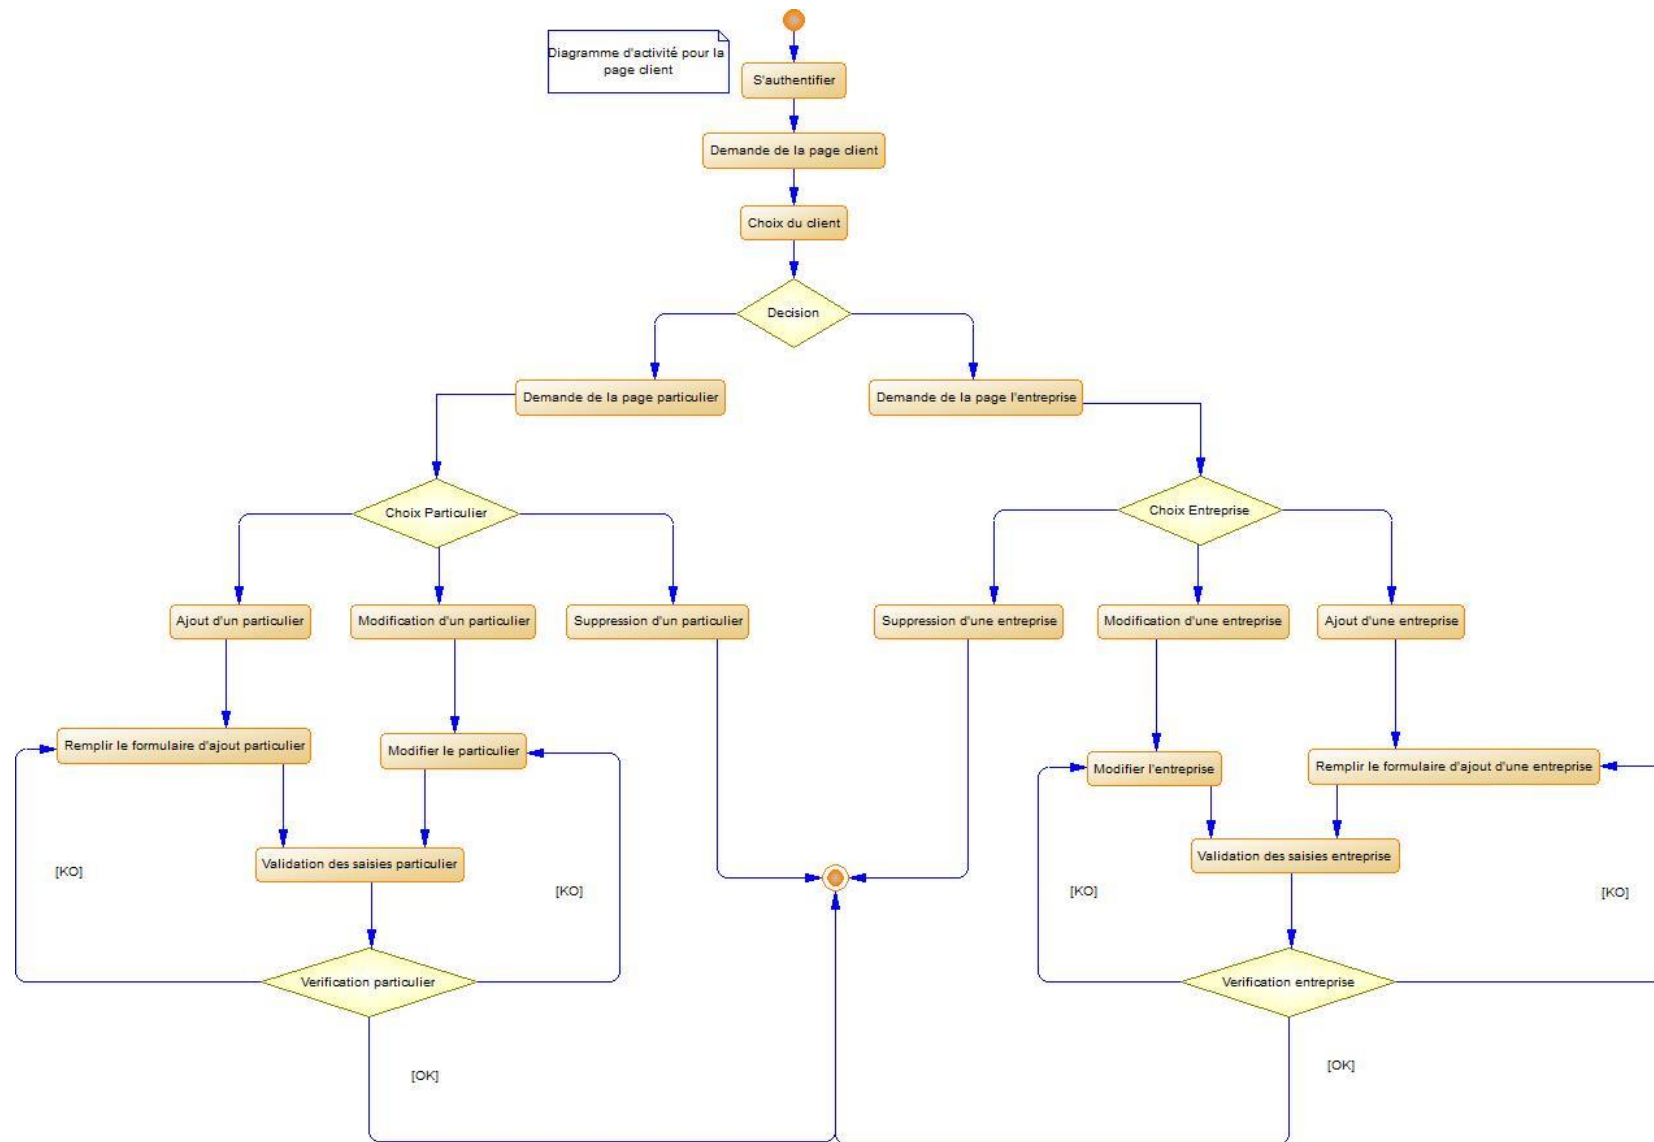 Diagramme d'activité pour la
page client
S'authentifier
Demande de la page client
Choix du client
Decision
Demande de la page particulier
Demande de la page l'entreprise
Choix Particulier
Choix Entreprise
Ajout d'un particulier
Modification d'un particulier
Suppression d'un particulier
Suppression d'une entreprise
Modification d'une entreprise
Ajout d'une entreprise
Remplir le formulaire d'ajout particulier
Modifier le particulier
Modifier l'entreprise
Remplir le formulaire d'ajout d'une entreprise
Validation des saisies particulier
Validation des saisies entreprise
[KO]
[KO]
[KO]
[KO]
Verification particulier
Verification entreprise
[OK]
[OK]